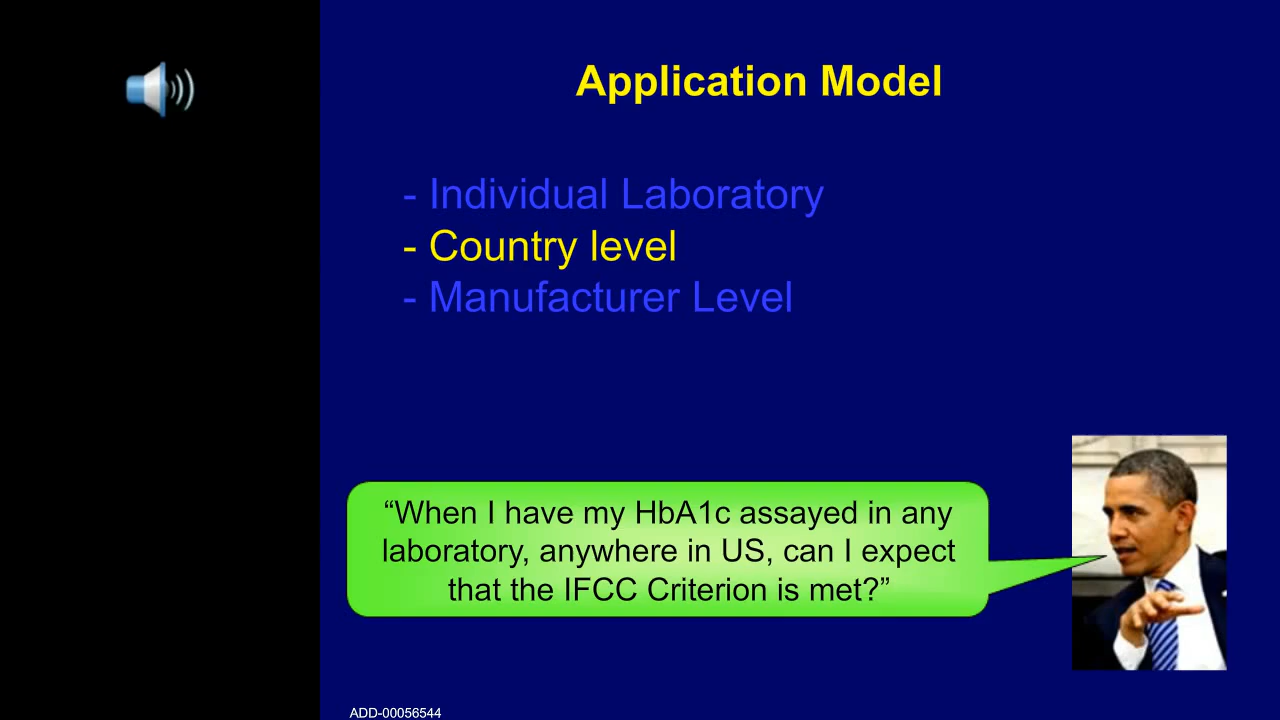 Application Model
- Individual Laboratory
- Country level
- Manufacturer Level
“When I have my HbA1c assayed in any
laboratory, anywhere in US, can I expect
that the IFCC Criterion is met?”
ADD-00056544